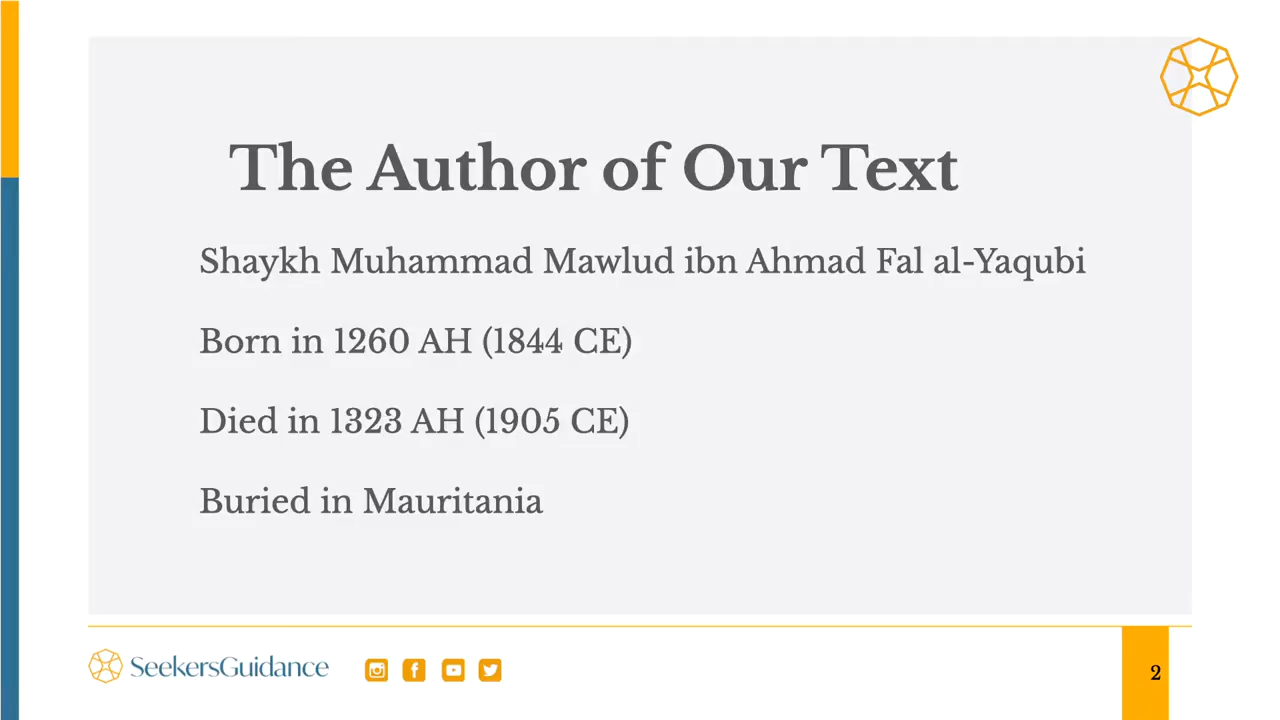 The Author of Our Text
Shaykh Muhammad Mawlud ibn Ahmad Fal al-Yaqubi
Born in 1260 AH (1844 CE)
Died in 1323 AH (1905 CE)
Buried in Mauritania
SeekersGuidance
2